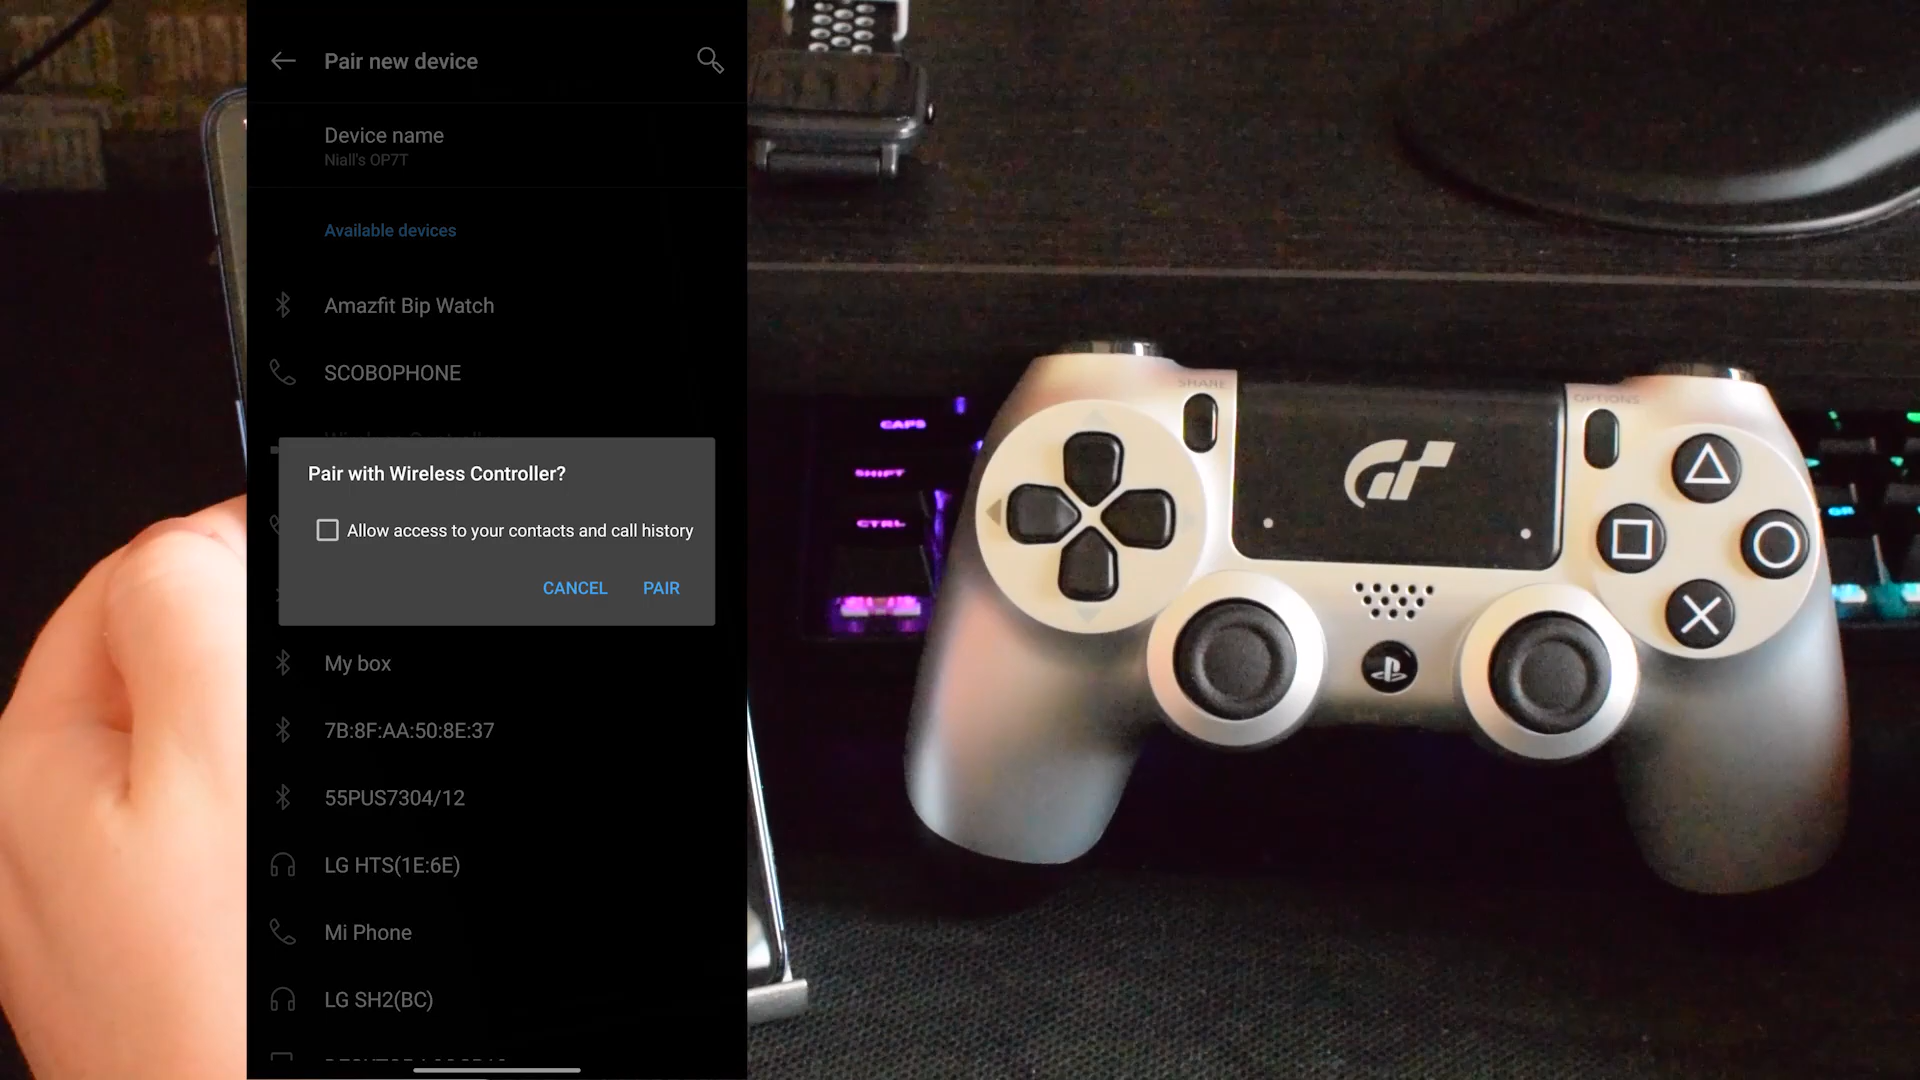 Pair new device
Device name
Niall's OP7T
Available devices
Amazfit Bip Watch
SCOBOPHONE
Pair with Wireless Controller?
Allow access to your contacts and call history
CANCEL
PAIR
My box
7B:8F:AA:50:8E:37
55PUS7304/12
LG HTS(1E:6E)
Mi Phone
LG SH2(BC)
CAPS
SHIFT
CTRL
SHARE
OPTIONS